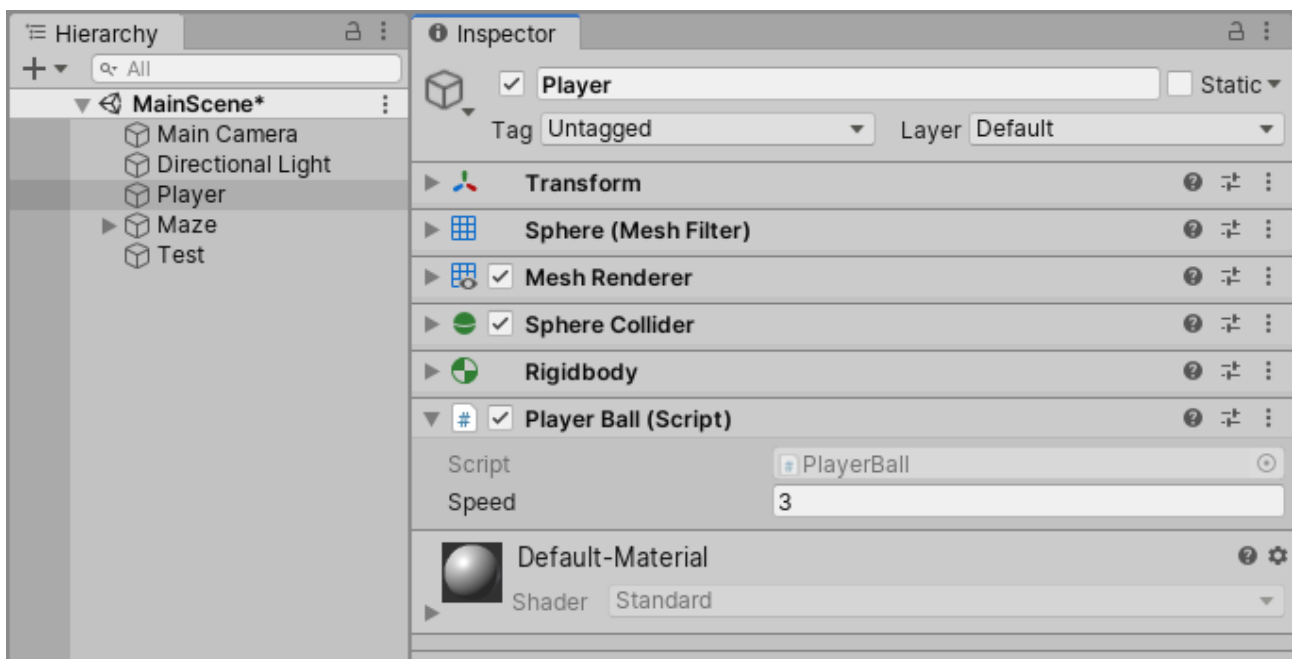 Hierarchy
All
MainScene*
Main Camera
Directional Light
Player
Maze
Test
Inspector
Player Static
Tag Untagged Layer Default
Transform
Sphere (Mesh Filter)
Mesh Renderer
Sphere Collider
Rigidbody
# Player Ball (Script)
Script # PlayerBall
Speed 3
Default-Material
Shader Standard